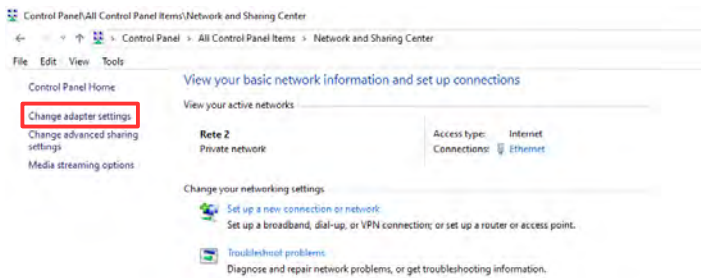 Control Panel\All Control Panel Items\Network and Sharing Center
Control Panel > All Control Panel Items > Network and Sharing Center
File Edit View Tools
Control Panel Home
Change adapter settings
Change advanced sharing
settings
Media streaming options
View your basic network information and set up connections
View your active networks
Rete 2
Private network
Access type: Internet
Connections: Ethernet
Change your networking settings
Set up a new connection or network
Set up a broadband, dial-up, or VPN connection; or set up a router or access point.
Troubleshoot problems
Diagnose and repair network problems, or get troubleshooting information.